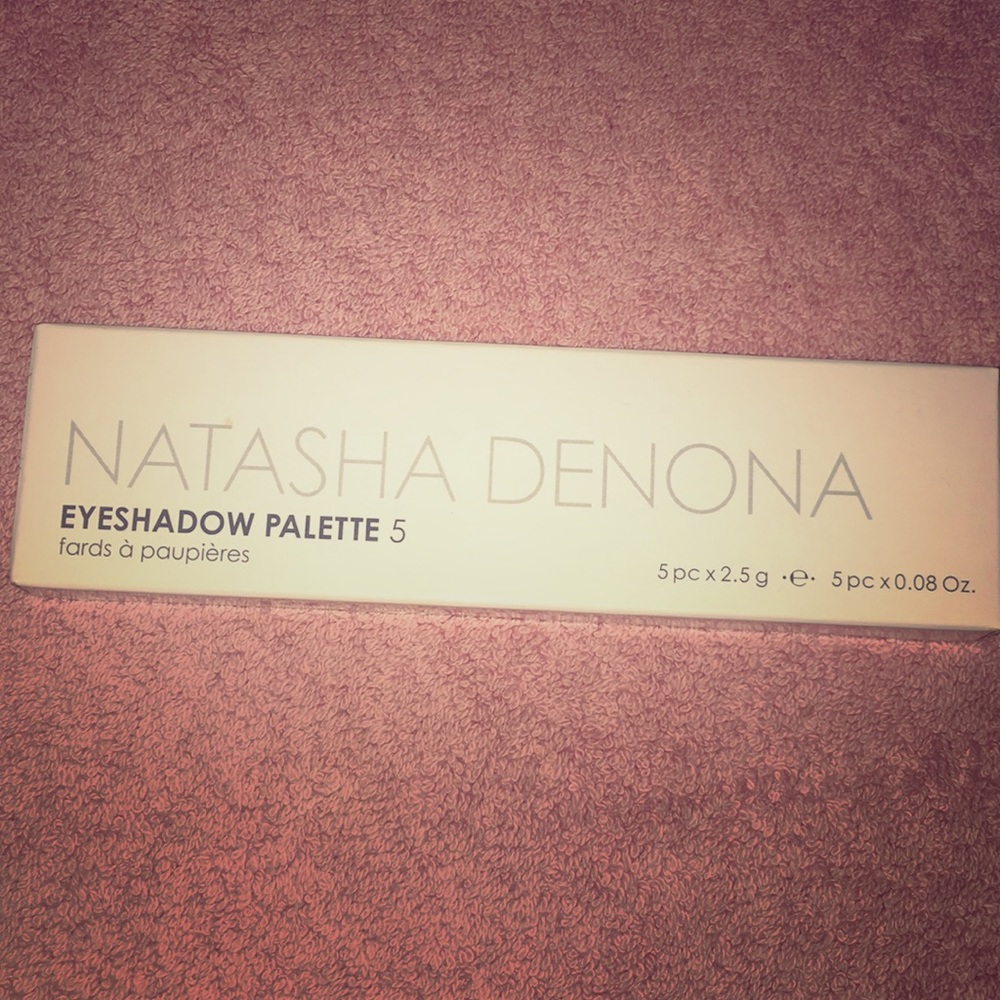 NATASHA DENONA
EYESHADOW PALETTE 5
fards à paupières
5 pc x 2.5 g ·e· 5 pc x 0.08 Oz.